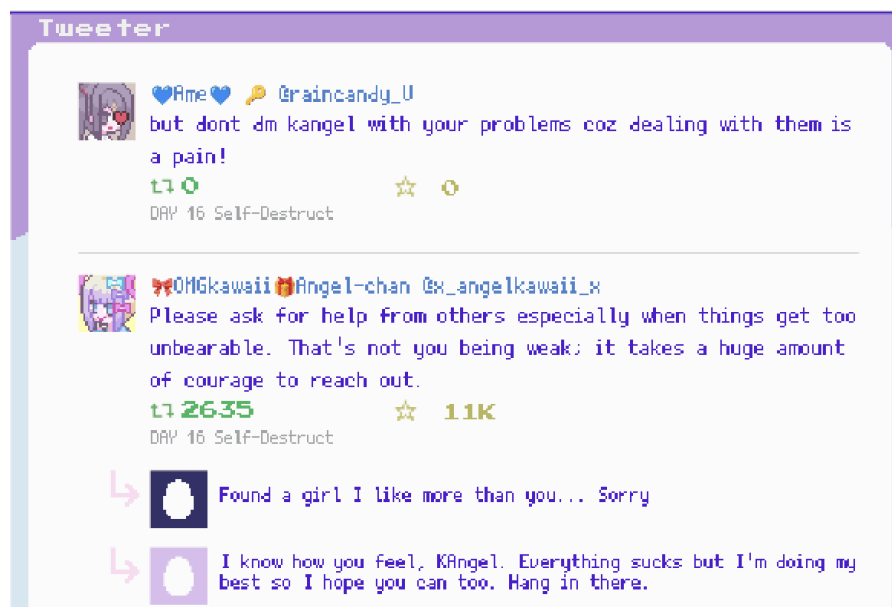 Tweeter
💙Ame💙 🔑 @raincandy_U
but dont dm kangel with your problems coz dealing with them is
a pain!
0 0
DAY 16 Self-Destruct
🎀OMGkawaii🎁Angel-chan @x_angelkawaii_x
Please ask for help from others especially when things get too
unbearable. That's not you being weak; it takes a huge amount
of courage to reach out.
2635 11K
DAY 16 Self-Destruct
Found a girl I like more than you... Sorry
I know how you feel, KAngel. Everything sucks but I'm doing my
best so I hope you can too. Hang in there.